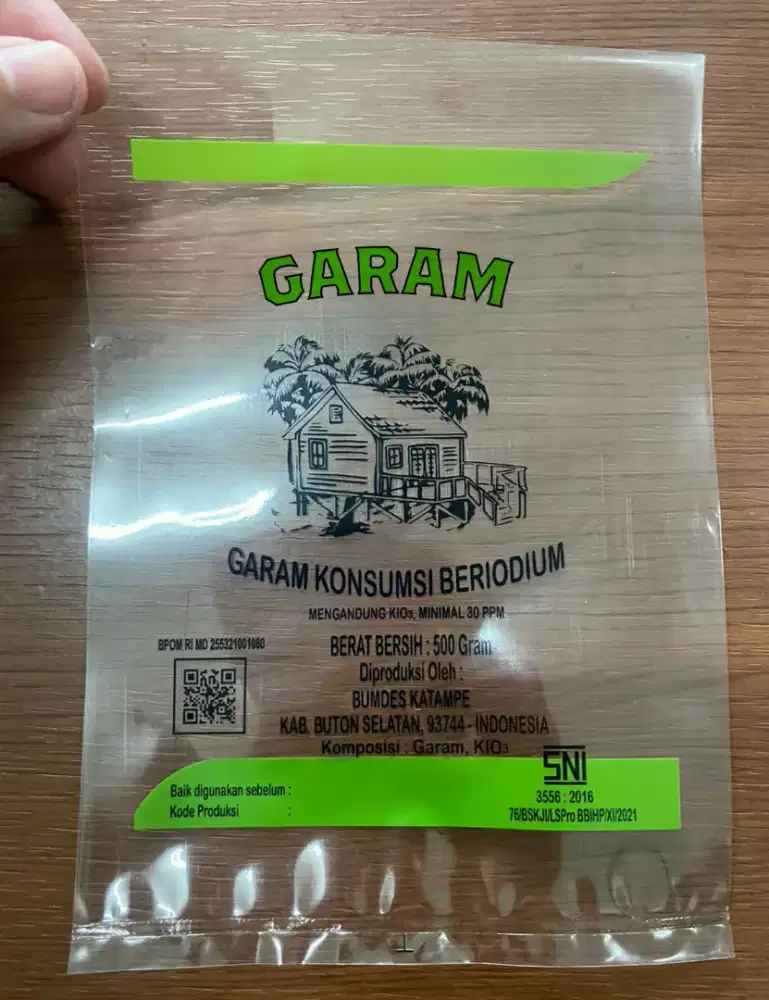 GARAM
GARAM KONSUMSI BERIODIUM
MENGANDUNG KIO₃, MINIMAL 30 PPM
BPOM RI MD 255321001080
BERAT BERSIH : 500 Gram
Diproduksi Oleh :
BUMDES KATAMPE
KAB. BUTON SELATAN, 93744 - INDONESIA
Komposisi : Garam, KIO₃
SNI
3556 : 2016
76/BSKJI/LSPro BBIHP/XI/2021
Baik digunakan sebelum :
Kode Produksi :